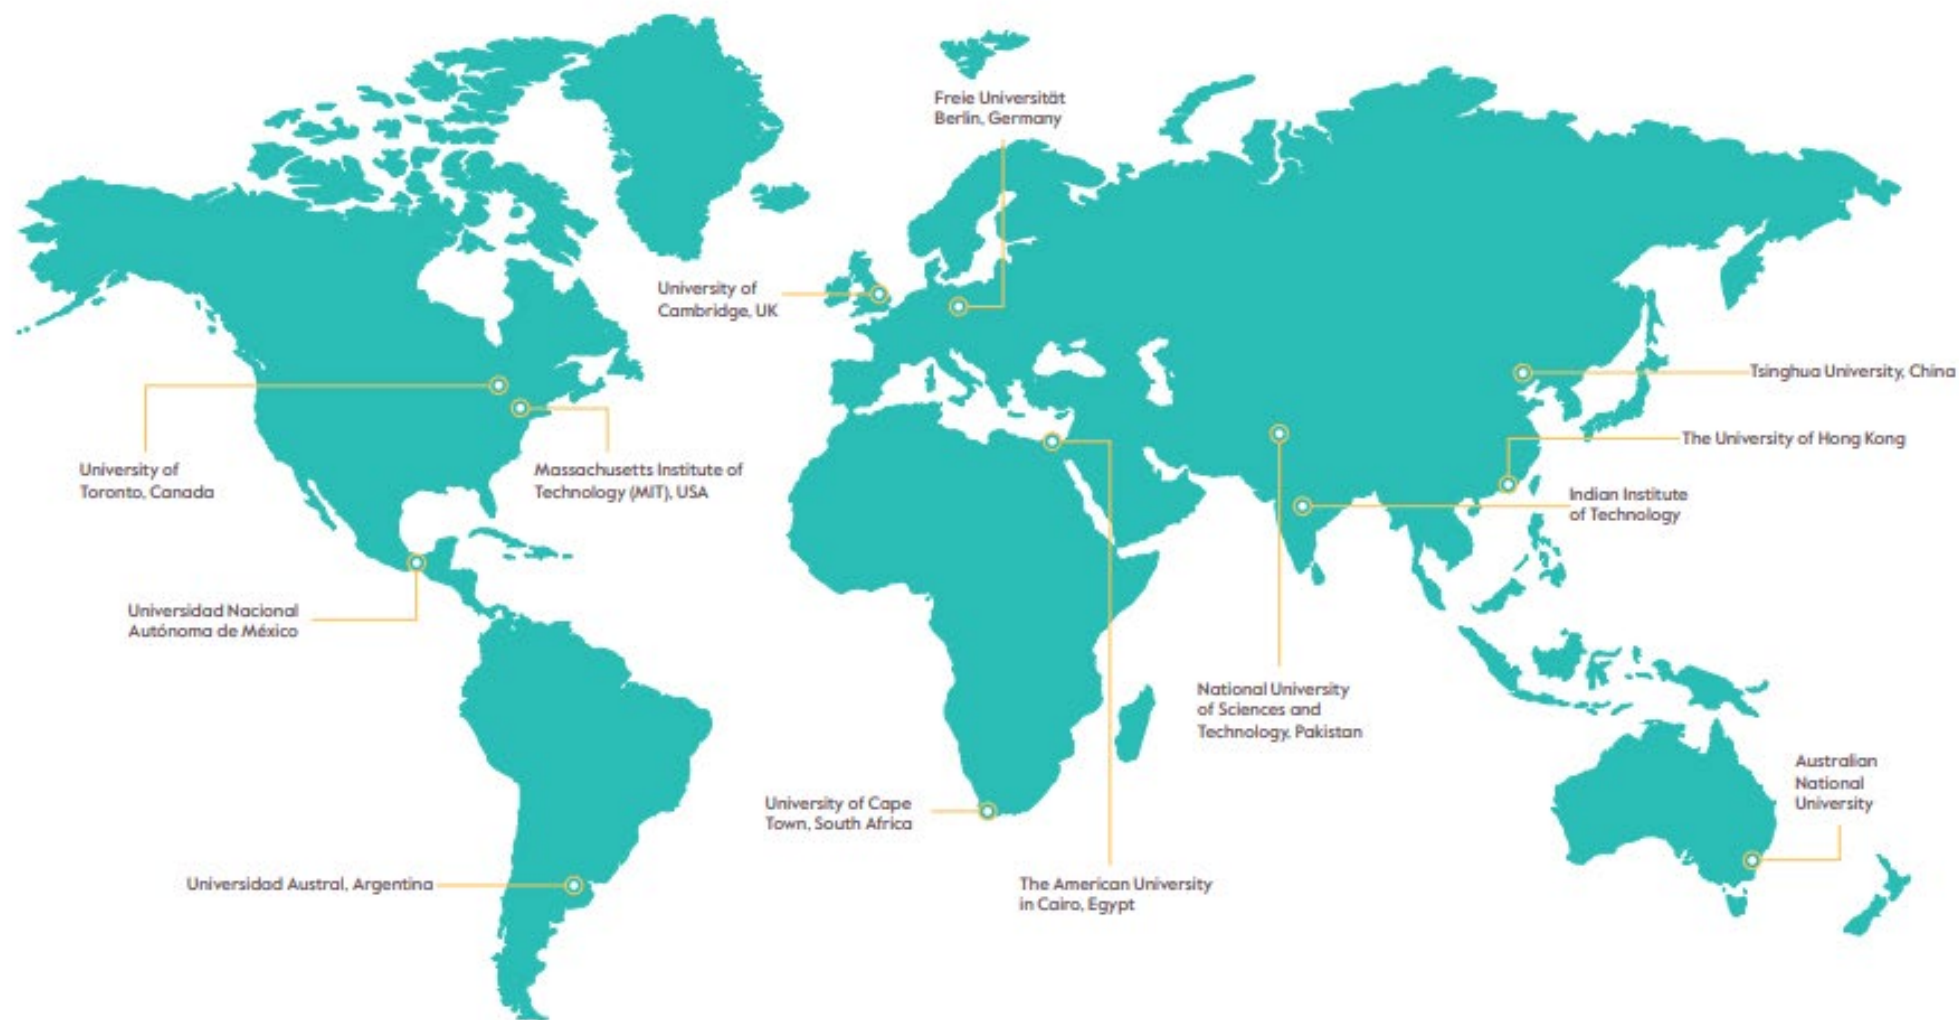 Freie Universität
Berlin, Germany
University of
Cambridge, UK
Tsinghua University, China
The University of Hong Kong
University of
Toronto, Canada
Massachusetts Institute of
Technology (MIT), USA
Indian Institute
of Technology
Universidad Nacional
Autónoma de México
National University
of Sciences and
Technology, Pakistan
Australian
National
University
University of Cape
Town, South Africa
Universidad Austral, Argentina
The American University
in Cairo, Egypt